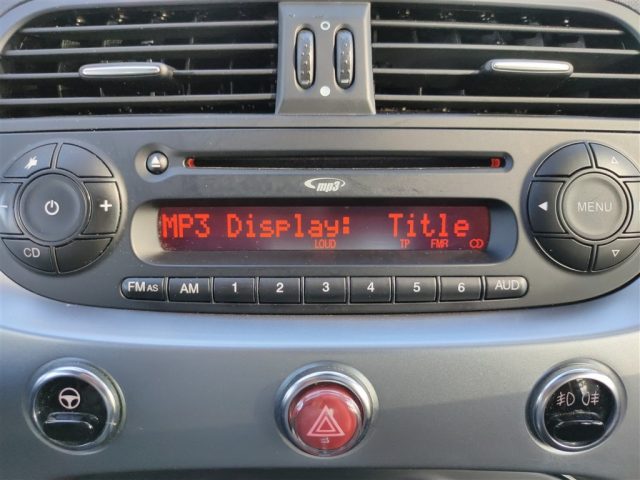 mp3
MP3 Display: Title
LOUD TP FMR CD
MENU
CD
FM AS AM 1 2 3 4 5 6 AUD